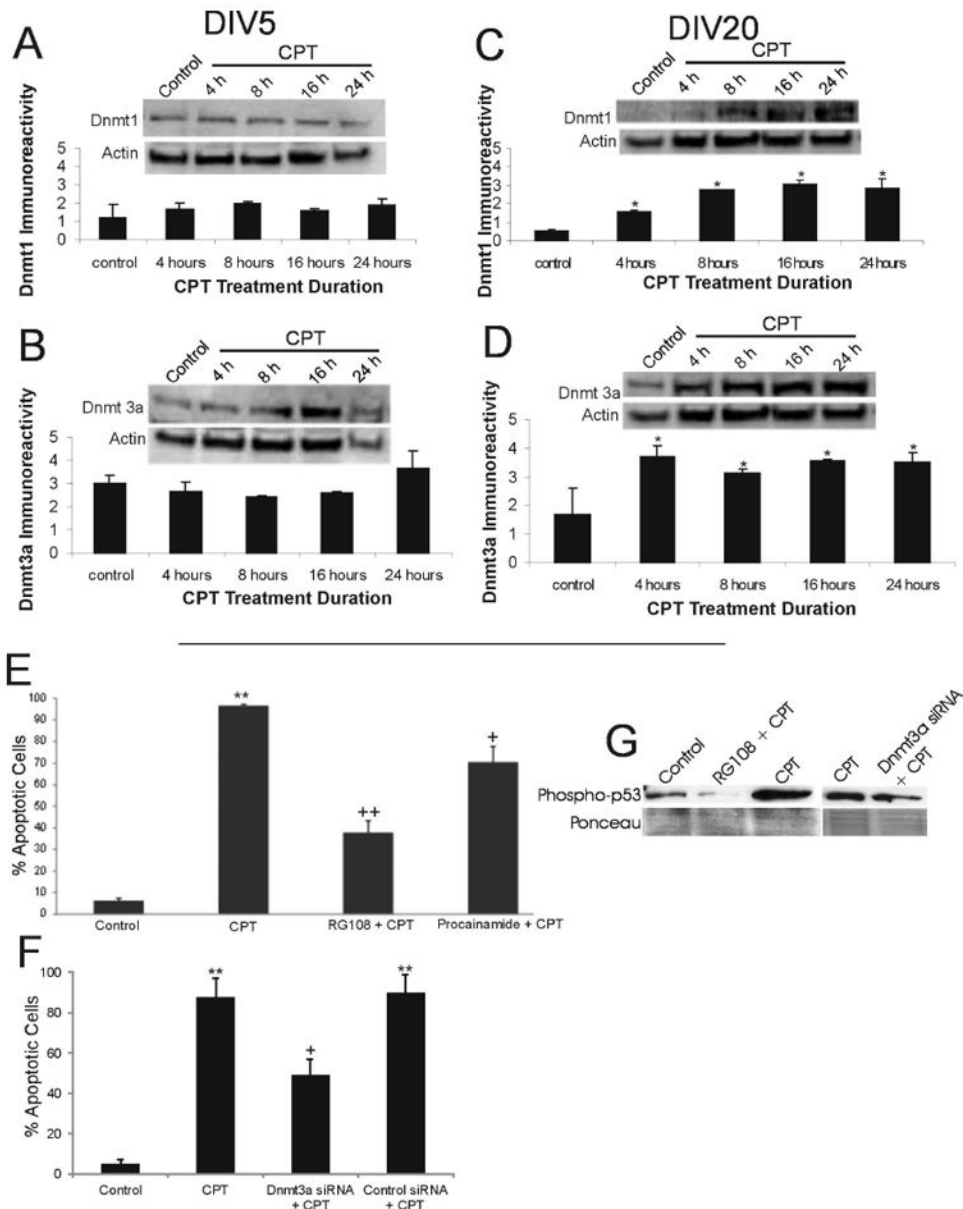 DIV5
A
CPT
Control
4 h
8 h
16 h
24 h
Dnmt1
Actin
Dnmt1 Immunoreactivity
5
4
3
2
1
0
control
4 hours
8 hours
16 hours
24 hours
CPT Treatment Duration
DIV20
C
CPT
Control
4 h
8 h
16 h
24 h
Dnmt1
Actin
Dnmt1 Immunoreactivity
5
4
3
2
1
0
*
*
*
*
control
4 hours
8 hours
16 hours
24 hours
CPT Treatment Duration
B
CPT
Control
4 h
8 h
16 h
24 h
Dnmt 3a
Actin
Dnmt3a Immunoreactivity
5
4
3
2
1
0
control
4 hours
8 hours
16 hours
24 hours
CPT Treatment Duration
D
CPT
Control
4 h
8 h
16 h
24 h
Dnmt 3a
Actin
Dnmt3a Immunoreactivity
5
4
3
2
1
0
*
*
*
*
control
4 hours
8 hours
16 hours
24 hours
CPT Treatment Duration
E
% Apoptotic Cells
100
90
80
70
60
50
40
30
20
10
0
**
++
+
Control
CPT
RG108 + CPT
Procainamide + CPT
G
Control
RG108 + CPT
CPT
CPT
Dnmt3a siRNA
+ CPT
Phospho-p53
Ponceau
F
% Apoptotic Cells
100
80
60
40
20
0
**
+
**
Control
CPT
Dnmt3a siRNA
+ CPT
Control siRNA
+ CPT